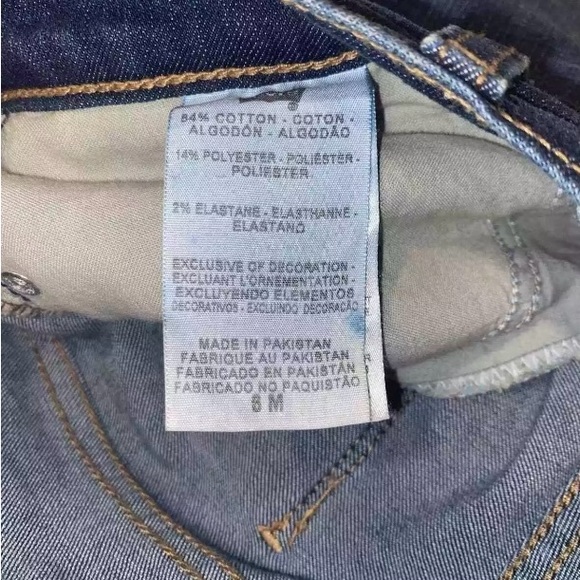 84% COTTON - COTON -
ALGODÓN - ALGODÃO
14% POLYESTER - POLIÉSTER -
POLIESTER
2% ELASTANE - ELASTHANNE -
ELASTANO
EXCLUSIVE OF DECORATION -
EXCLUANT L'ORNEMENTATION -
EXCLUYENDO ELEMENTOS
DECORATIVOS - EXCLUINDO DECORAÇÃO
MADE IN PAKISTAN
FABRIQUE AU PAKISTAN
FABRICADO EN PAKISTÁN
FABRICADO NO PAQUISTÃO
6 M